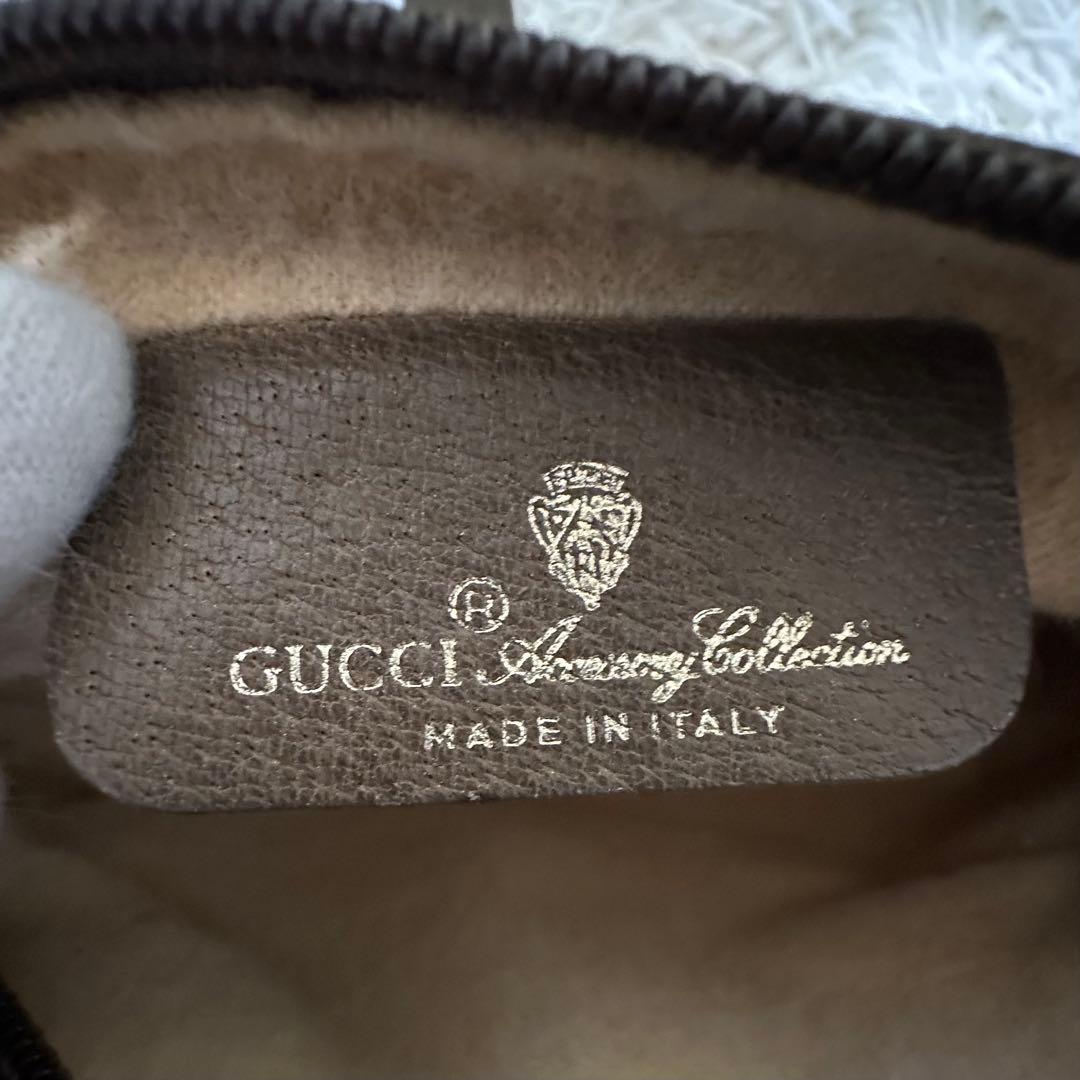 ®
GUCCI Accessory Collection
MADE IN ITALY